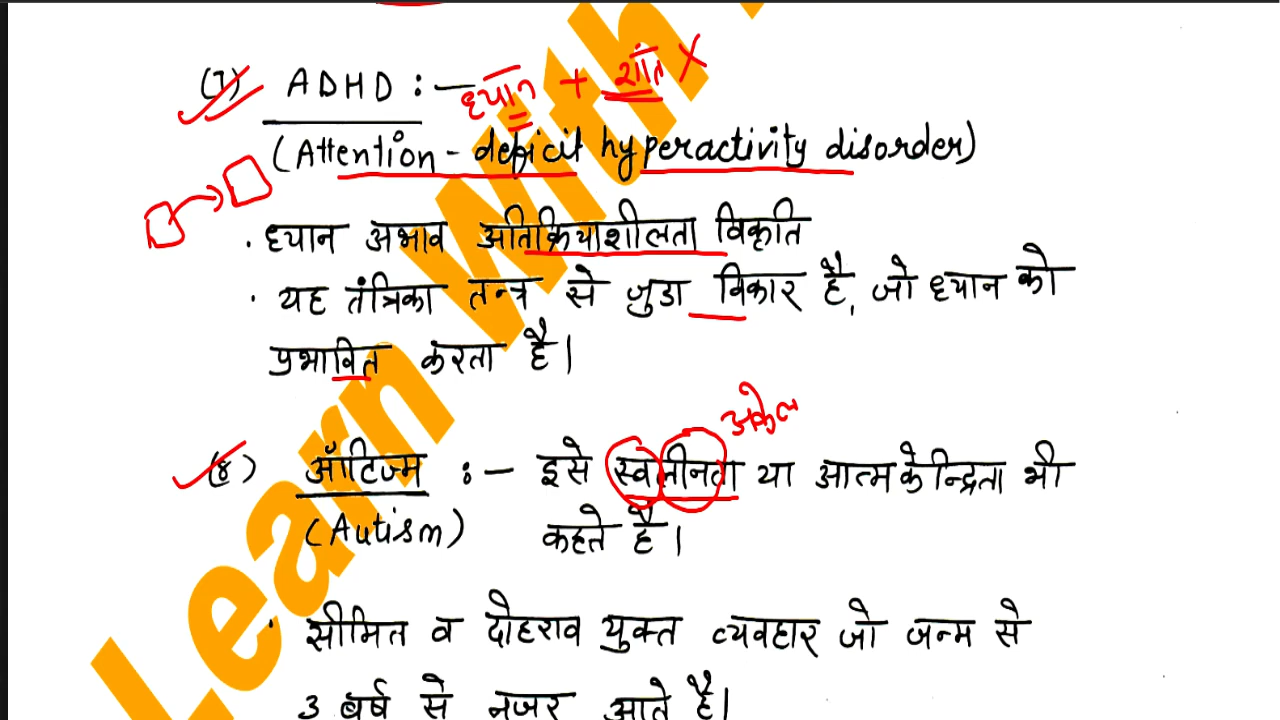 (7) ADHD :- ध्यान + शांत X
(Attention - deficit hyperactivity disorder)
. ध्यान अभाव अतिक्रियाशीलता विकृति
. यह तंत्रिका तन्त्र से जुडा विकार है, जो ध्यान को
प्रभावित करता है।
अकेल
(8) ऑटिज्म :- इसे स्वलीनता या आत्मकेन्द्रिता भी
(Autism) कहते है।
. सीमित व दोहराव युक्त व्यवहार जो जन्म से
3 वर्ष से नजर आते है।
Learn With